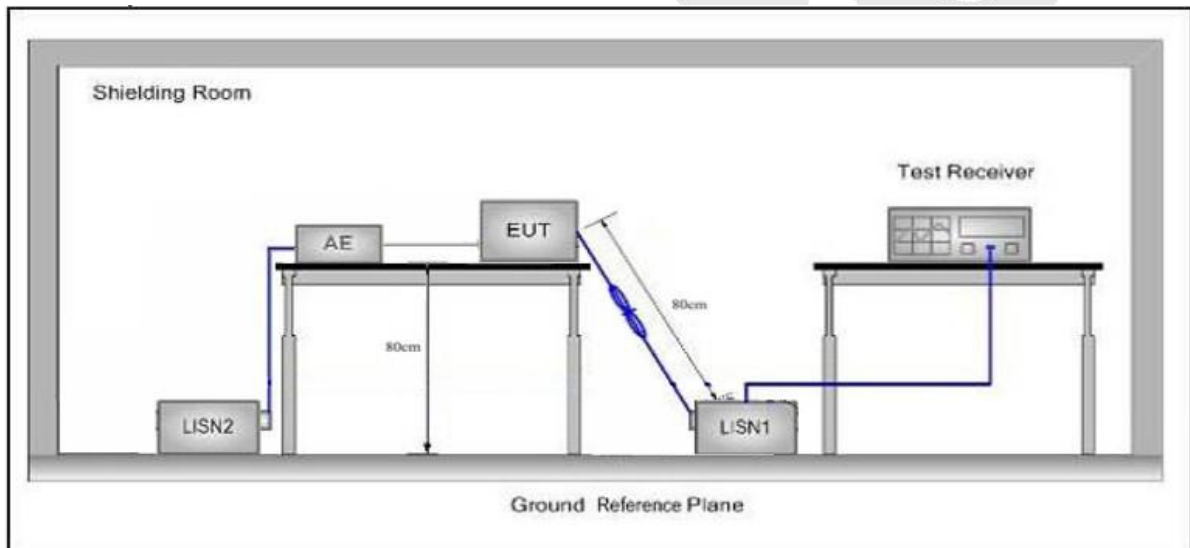 Shielding Room
Test Receiver
AE
EUT
80cm
80cm
LISN2
LISN1
Ground Reference Plane